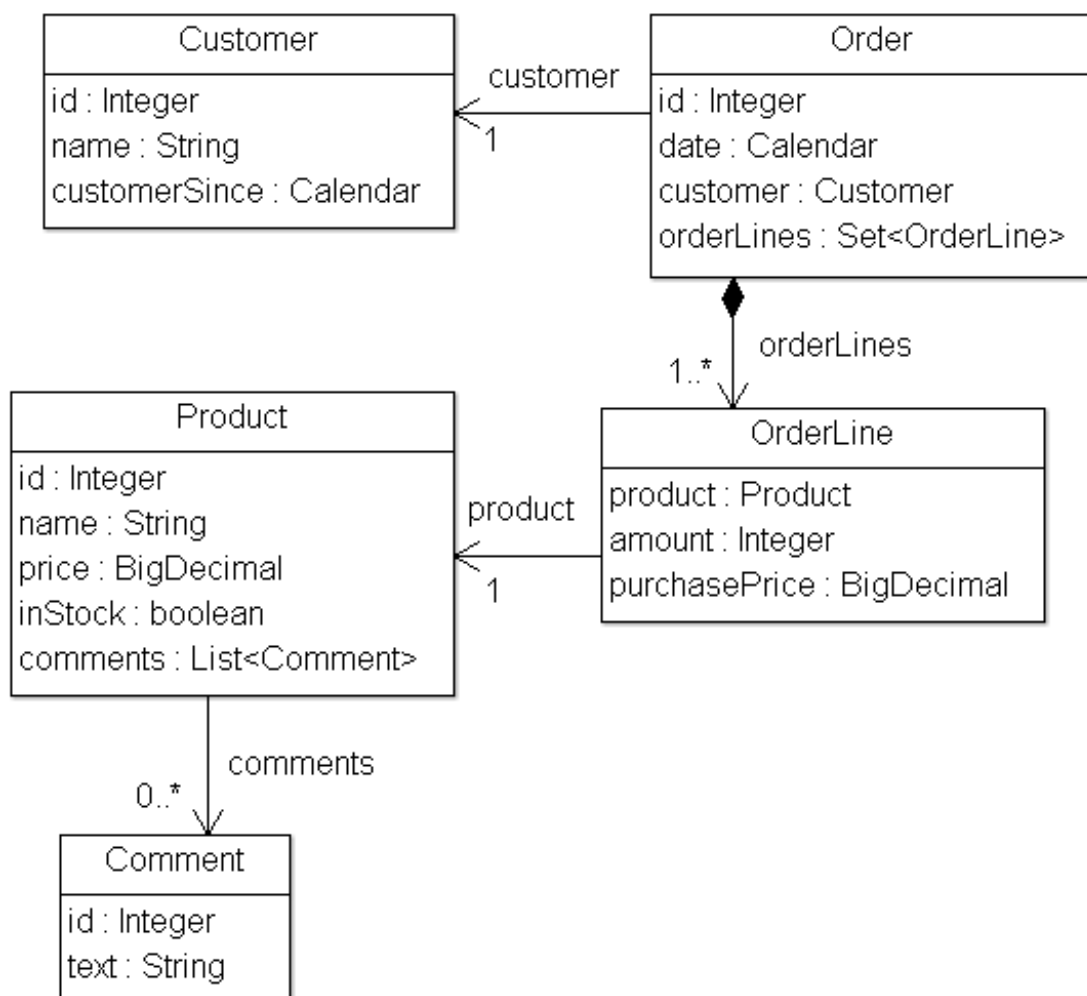 Customer
id : Integer
name : String
customerSince : Calendar
customer
1
Order
id : Integer
date : Calendar
customer : Customer
orderLines : Set<OrderLine>
orderLines
1..*
Product
id : Integer
name : String
price : BigDecimal
inStock : boolean
comments : List<Comment>
product
1
OrderLine
product : Product
amount : Integer
purchasePrice : BigDecimal
comments
0..*
Comment
id : Integer
text : String